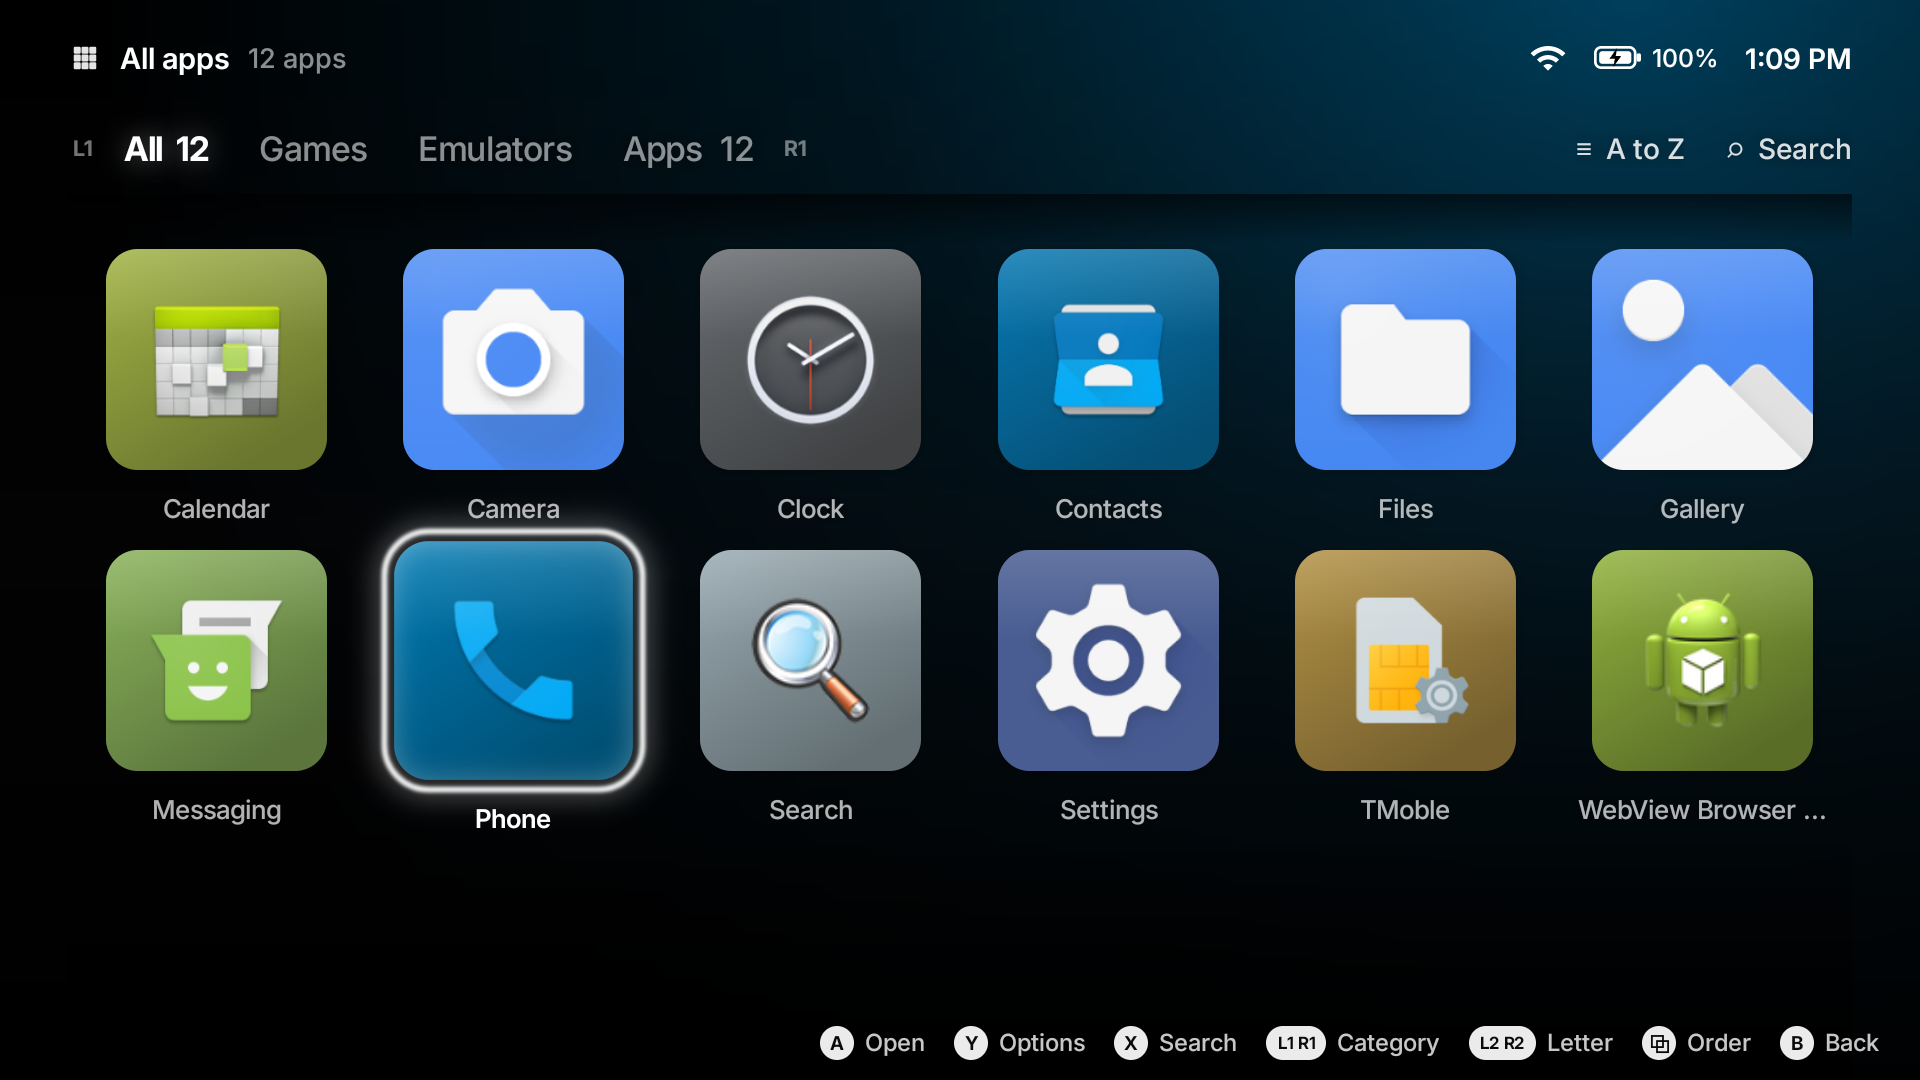 All apps 12 apps
100% 1:09 PM
L1 All 12 Games Emulators Apps 12 R1
A to Z Search
Calendar Camera Clock Contacts Files Gallery
Messaging Phone Search Settings TMoble WebView Browser ...
A Open Y Options X Search L1 R1 Category L2 R2 Letter Order B Back